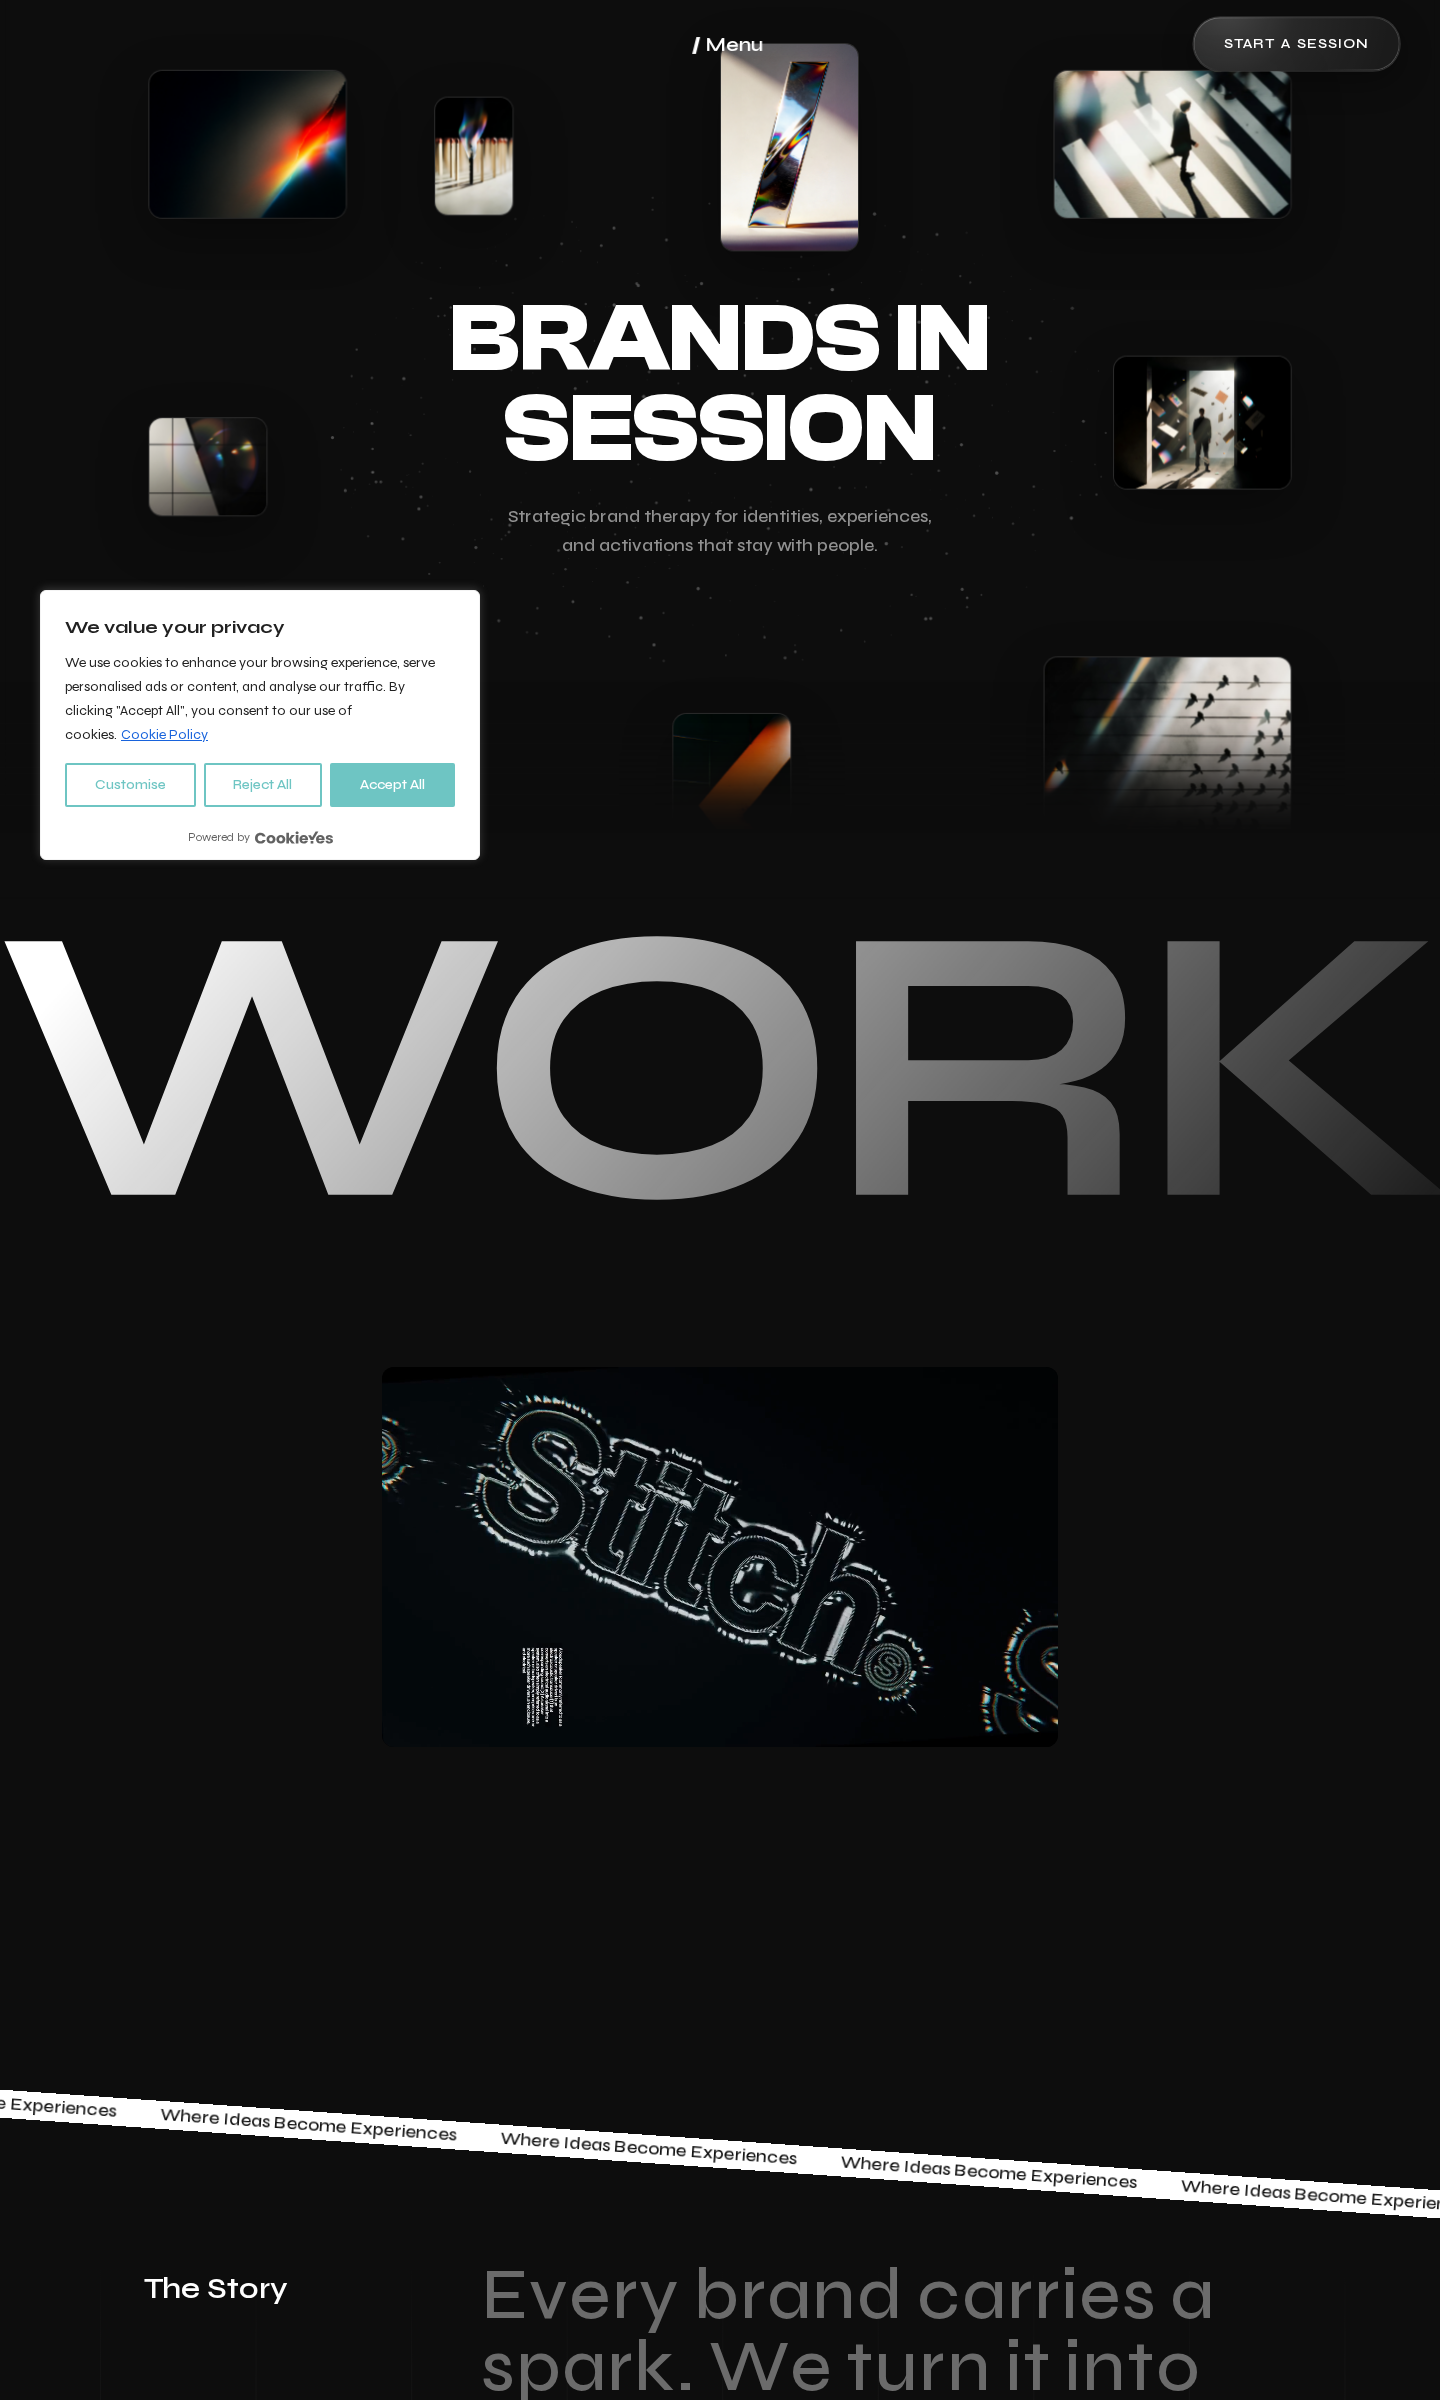 / Menu
START A SESSION
BRANDS IN
SESSION
Strategic brand therapy for identities, experiences,
and activations that stay with people.
We value your privacy
We use cookies to enhance your browsing experience, serve
personalised ads or content, and analyse our traffic. By
clicking "Accept All", you consent to our use of
cookies. Cookie Policy
Customise
Reject All
Accept All
Powered by CookieYes
WORK
Stitch
S
e Experiences Where Ideas Become Experiences Where Ideas Become Experiences Where Ideas Become Experiences Where Ideas Become Experien
The Story
Every brand carries a
spark. We turn it into